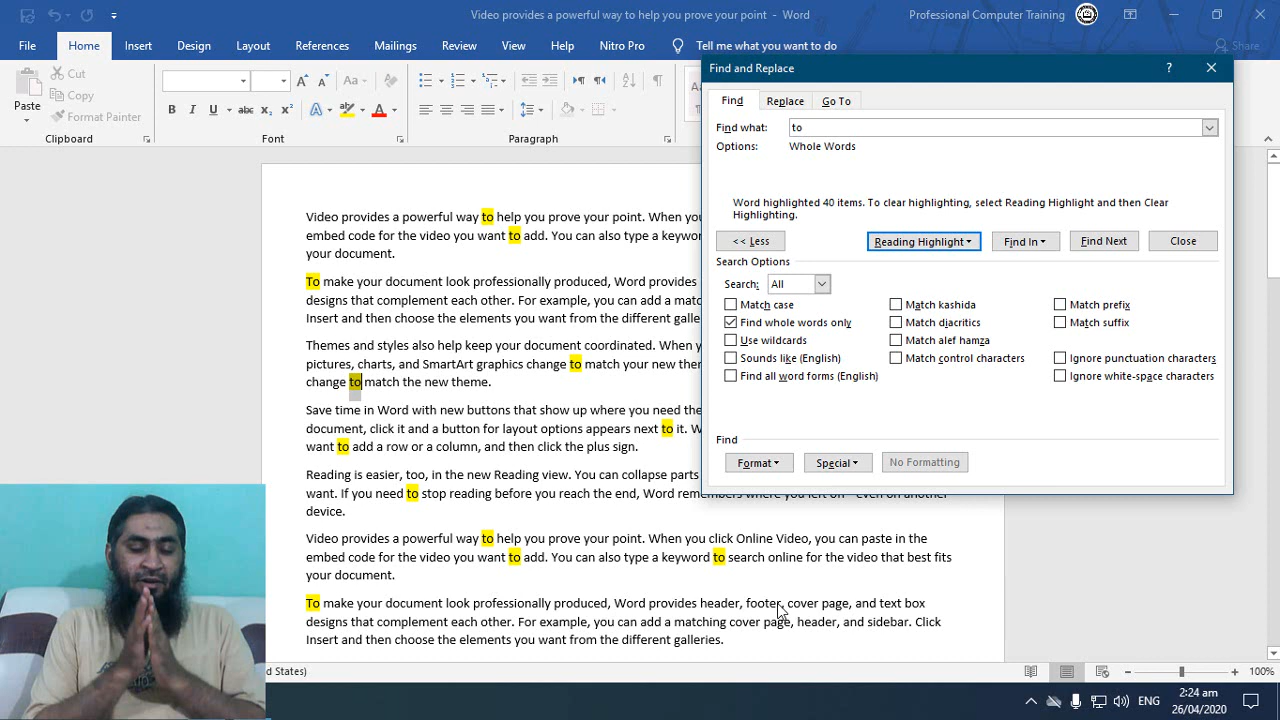 Video provides a powerful way to help you prove your point - Word
Professional Computer Training
File Home Insert Design Layout References Mailings Review View Help Nitro Pro Tell me what you want to do Share
Paste
Cut
Copy
Format Painter
Clipboard
Font
Paragraph
Find and Replace
Find Replace Go To
Find what: to
Options: Whole Words
Word highlighted 40 items. To clear highlighting, select Reading Highlight and then Clear
Highlighting.
<< Less Reading Highlight Find In Find Next Close
Search Options
Search: All
Match case
Find whole words only
Use wildcards
Sounds like (English)
Find all word forms (English)
Match kashida
Match diacritics
Match alef hamza
Match control characters
Match prefix
Match suffix
Ignore punctuation characters
Ignore white-space characters
Find
Format Special No Formatting
Video provides a powerful way to help you prove your point. When you
embed code for the video you want to add. You can also type a keyword
your document.
To make your document look professionally produced, Word provides
designs that complement each other. For example, you can add a
Insert and then choose the elements you want from the different
Themes and styles also help keep your document coordinated. When
pictures, charts, and SmartArt graphics change to match your new
change to match the new theme.
Save time in Word with new buttons that show up where you need
document, click it and a button for layout options appears next to it.
want to add a row or a column, and then click the plus sign.
Reading is easier, too, in the new Reading view. You can collapse parts
want. If you need to stop reading before you reach the end, Word remembers where you left off - even on another
device.
Video provides a powerful way to help you prove your point. When you click Online Video, you can paste in the
embed code for the video you want to add. You can also type a keyword to search online for the video that best fits
your document.
To make your document look professionally produced, Word provides header, footer, cover page, and text box
designs that complement each other. For example, you can add a matching cover page, header, and sidebar. Click
Insert and then choose the elements you want from the different galleries.
d States)
100%
ENG
2:24 am
26/04/2020